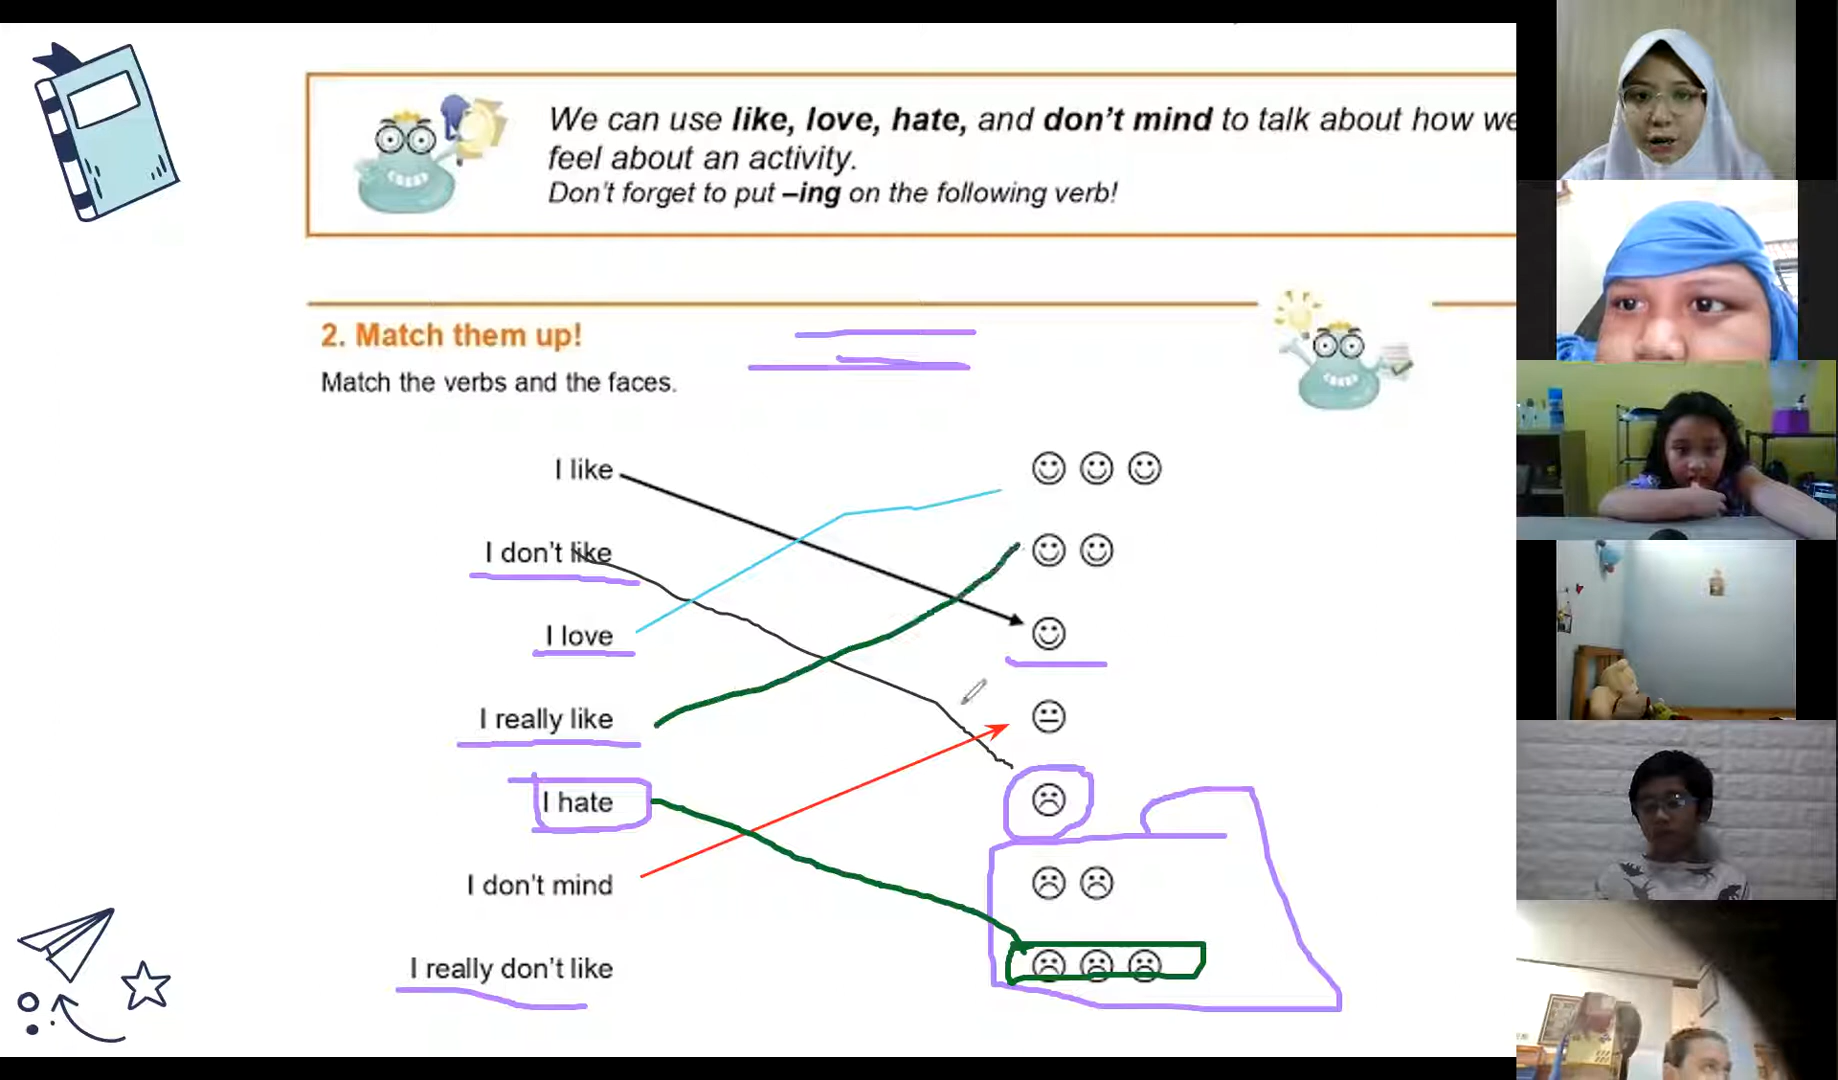 We can use like, love, hate, and don't mind to talk about how we
feel about an activity.
Don't forget to put –ing on the following verb!
2. Match them up!
Match the verbs and the faces.
I like
I don't like
I love
I really like
I hate
I don't mind
I really don't like